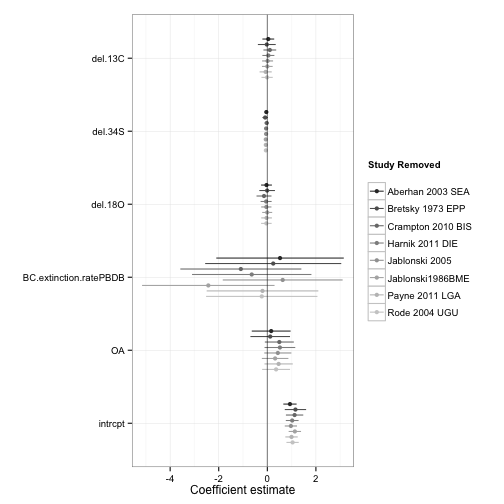 del.13C
del.34S
del.18O
BC.extinction.ratePBDB
OA
intrcpt
-4 -2 0 2
Coefficient estimate
Study Removed
Aberhan 2003 SEA
Bretsky 1973 EPP
Crampton 2010 BIS
Harnik 2011 DIE
Jablonski 2005
Jablonski1986BME
Payne 2011 LGA
Rode 2004 UGU